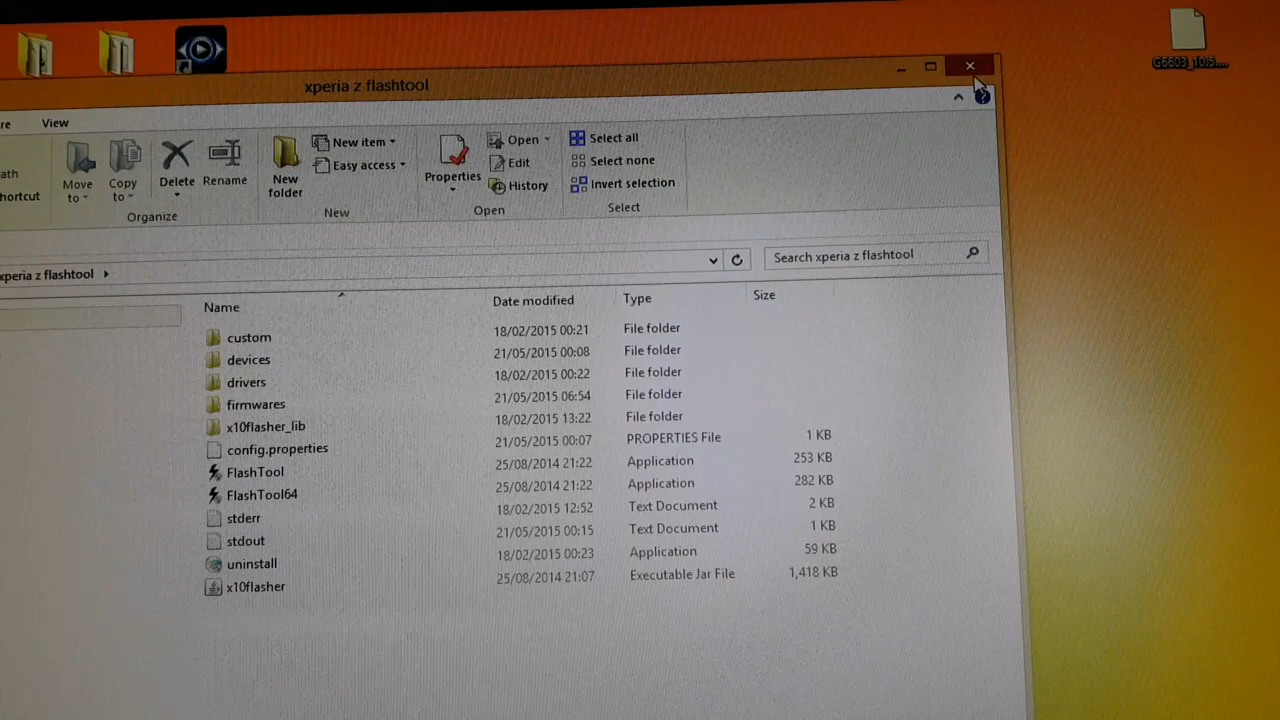 G6603_10.5....
xperia z flashtool
re
View
ath
hortcut
Move to
Copy to
Delete
Rename
Organize
New folder
New item
Easy access
New
Properties
Open
Edit
History
Open
Select all
Select none
Invert selection
Select
xperia z flashtool
Search xperia z flashtool
Name Date modified Type Size
custom 18/02/2015 00:21 File folder
devices 21/05/2015 00:08 File folder
drivers 18/02/2015 00:22 File folder
firmwares 21/05/2015 06:54 File folder
x10flasher_lib 18/02/2015 13:22 File folder
config.properties 21/05/2015 00:07 PROPERTIES File 1 KB
FlashTool 25/08/2014 21:22 Application 253 KB
FlashTool64 25/08/2014 21:22 Application 282 KB
stderr 18/02/2015 12:52 Text Document 2 KB
stdout 21/05/2015 00:15 Text Document 1 KB
uninstall 18/02/2015 00:23 Application 59 KB
x10flasher 25/08/2014 21:07 Executable Jar File 1,418 KB